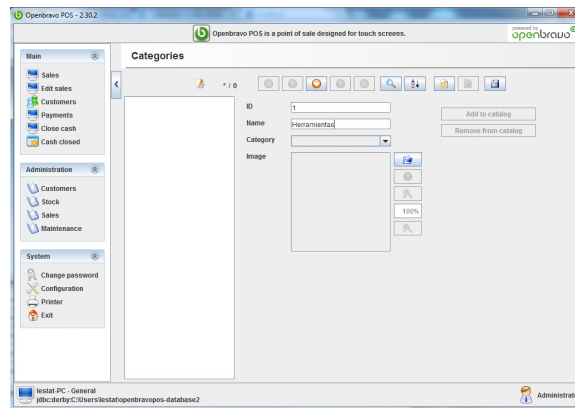 Openbravo POS - 2.30.2
Openbravo POS is a point of sale designed for touch screens.
powered by
openbravo
Main
Sales
Edit sales
Customers
Payments
Close cash
Cash closed
Administration
Customers
Stock
Sales
Maintenance
System
Change password
Configuration
Printer
Exit
Categories
* / 0
ID 1
Name Herramientas
Category
Image
100%
Add to catalog
Remove from catalog
lestat-PC - General
jdbc:derby:C:\Users\lestat\openbravopos-database2
Administrat